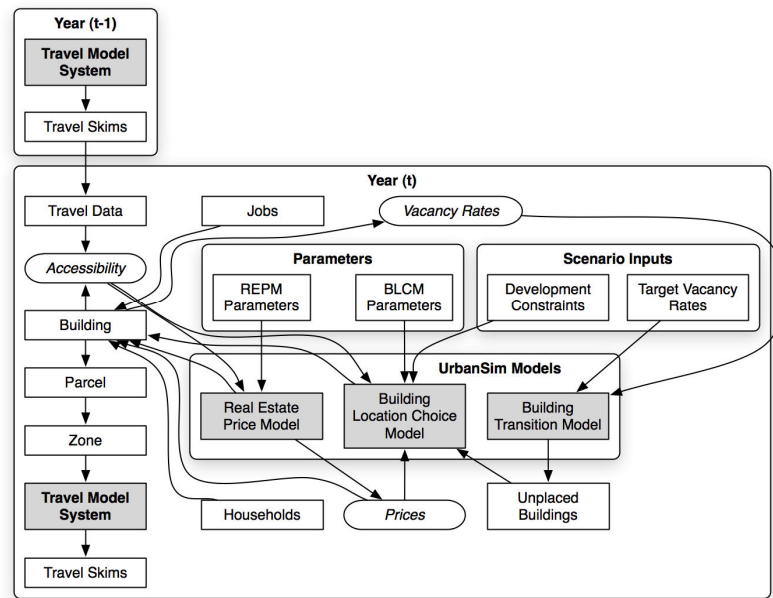 Year (t-1)
Travel Model
System
Travel Skims
Year (t)
Travel Data
Jobs
Vacancy Rates
Accessibility
Parameters
Scenario Inputs
REPM
Parameters
BLCM
Parameters
Development
Constraints
Target Vacancy
Rates
Building
UrbanSim Models
Parcel
Real Estate
Price Model
Building
Location Choice
Model
Building
Transition Model
Zone
Travel Model
System
Households
Prices
Unplaced
Buildings
Travel Skims